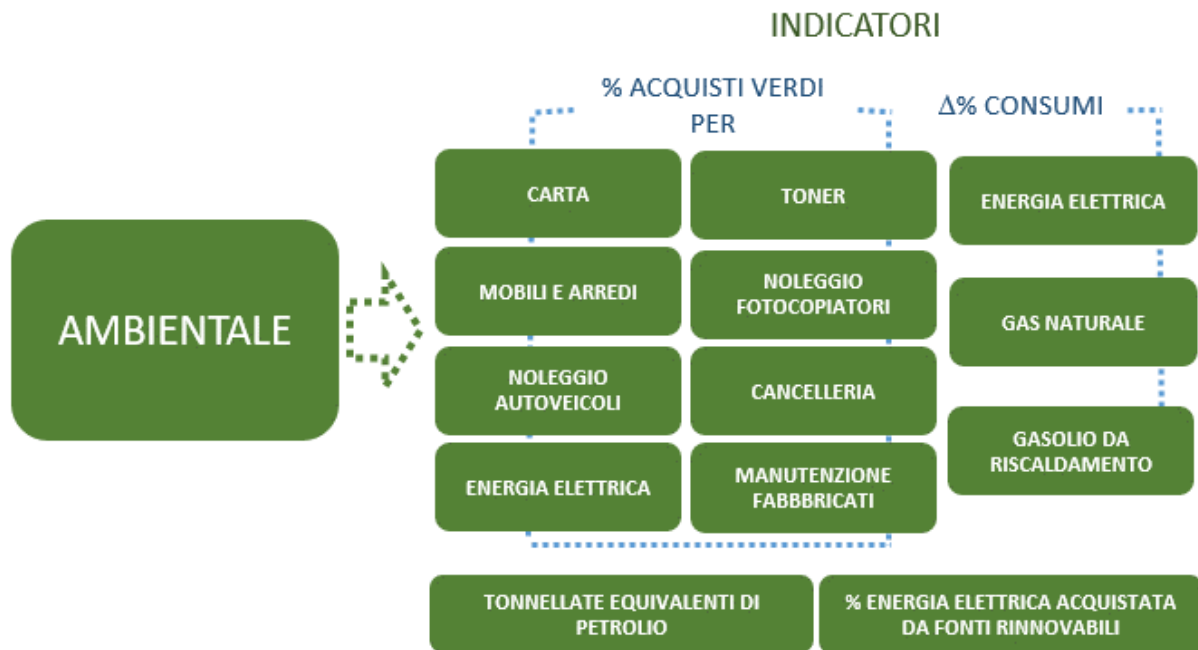 INDICATORI
% ACQUISTI VERDI
PER
Δ% CONSUMI
AMBIENTALE
CARTA
TONER
ENERGIA ELETTRICA
MOBILI E ARREDI
NOLEGGIO
FOTOCOPIATORI
GAS NATURALE
NOLEGGIO
AUTOVEICOLI
CANCELLERIA
GASOLIO DA
RISCALDAMENTO
ENERGIA ELETTRICA
MANUTENZIONE
FABBBRICATI
TONNELLATE EQUIVALENTI DI
PETROLIO
% ENERGIA ELETTRICA ACQUISTATA
DA FONTI RINNOVABILI